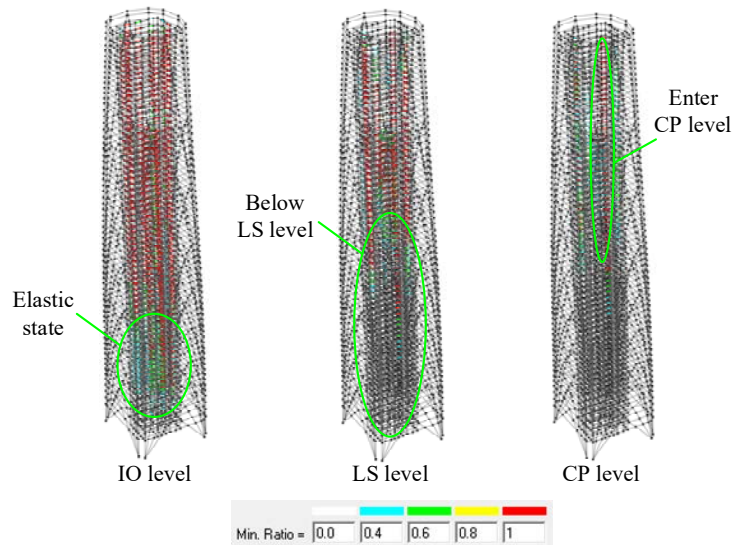 Enter
CP level
Below
LS level
Elastic
state
IO level
LS level
CP level
Min. Ratio = 0.0 0.4 0.6 0.8 1